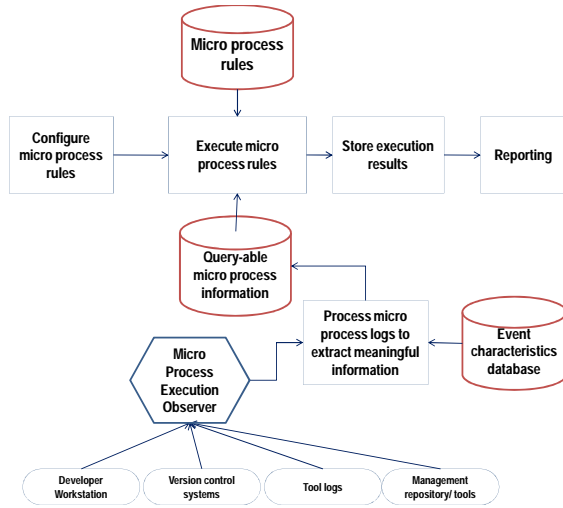 Micro process
rules
Configure
micro process
rules
Execute micro
process rules
Store execution
results
Reporting
Query-able
micro process
information
Process micro
process logs to
extract meaningful
information
Event
characteristics
database
Micro
Process
Execution
Observer
Developer
Workstation
Version control
systems
Tool logs
Management
repository/ tools